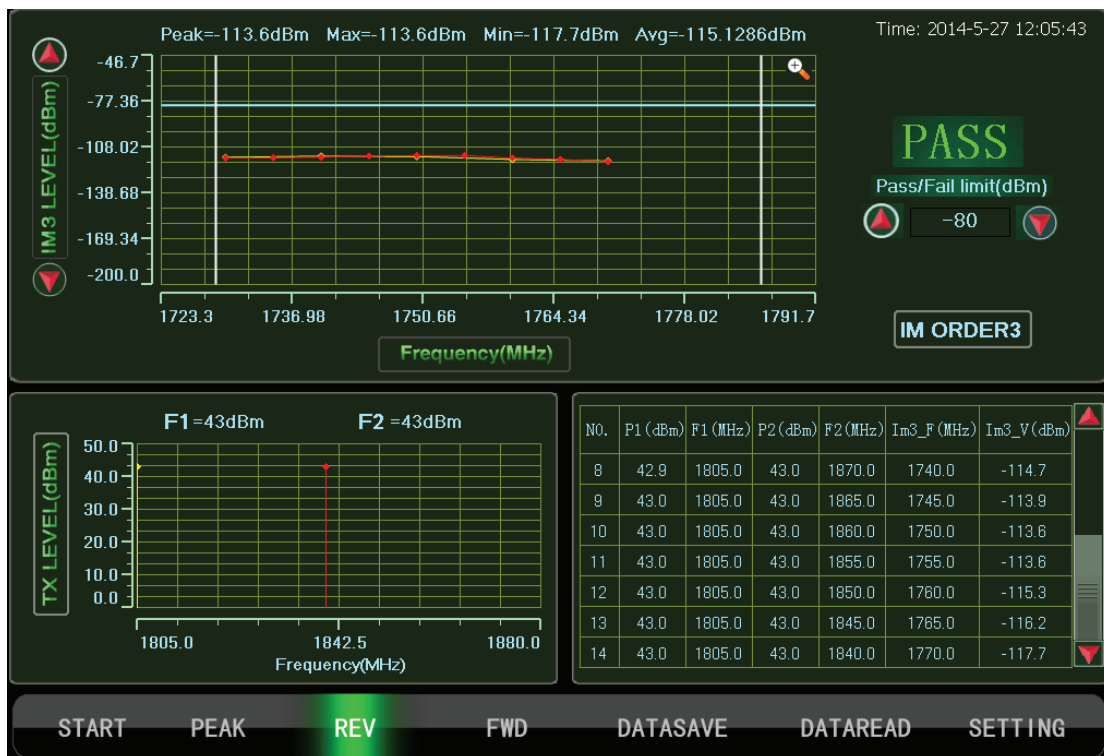 Peak=-113.6dBm Max=-113.6dBm Min=-117.7dBm Avg=-115.1286dBm
Time: 2014-5-27 12:05:43
IM3 LEVEL(dBm)
-46.7
-77.36
-108.02
-138.68
-169.34
-200.0
1723.3 1736.98 1750.66 1764.34 1778.02 1791.7
Frequency(MHz)
PASS
Pass/Fail limit(dBm)
-80
IM ORDER3
F1=43dBm F2 =43dBm
TX LEVEL(dBm)
50.0
40.0
30.0
20.0
10.0
0.0
1805.0 1842.5 1880.0
Frequency(MHz)
NO. P1(dBm) F1(MHz) P2(dBm) F2(MHz) Im3_F(MHz) Im3_V(dBm)
8 42.9 1805.0 43.0 1870.0 1740.0 -114.7
9 43.0 1805.0 43.0 1865.0 1745.0 -113.9
10 43.0 1805.0 43.0 1860.0 1750.0 -113.6
11 43.0 1805.0 43.0 1855.0 1755.0 -113.6
12 43.0 1805.0 43.0 1850.0 1760.0 -115.3
13 43.0 1805.0 43.0 1845.0 1765.0 -116.2
14 43.0 1805.0 43.0 1840.0 1770.0 -117.7
START PEAK REV FWD DATASAVE DATAREAD SETTING